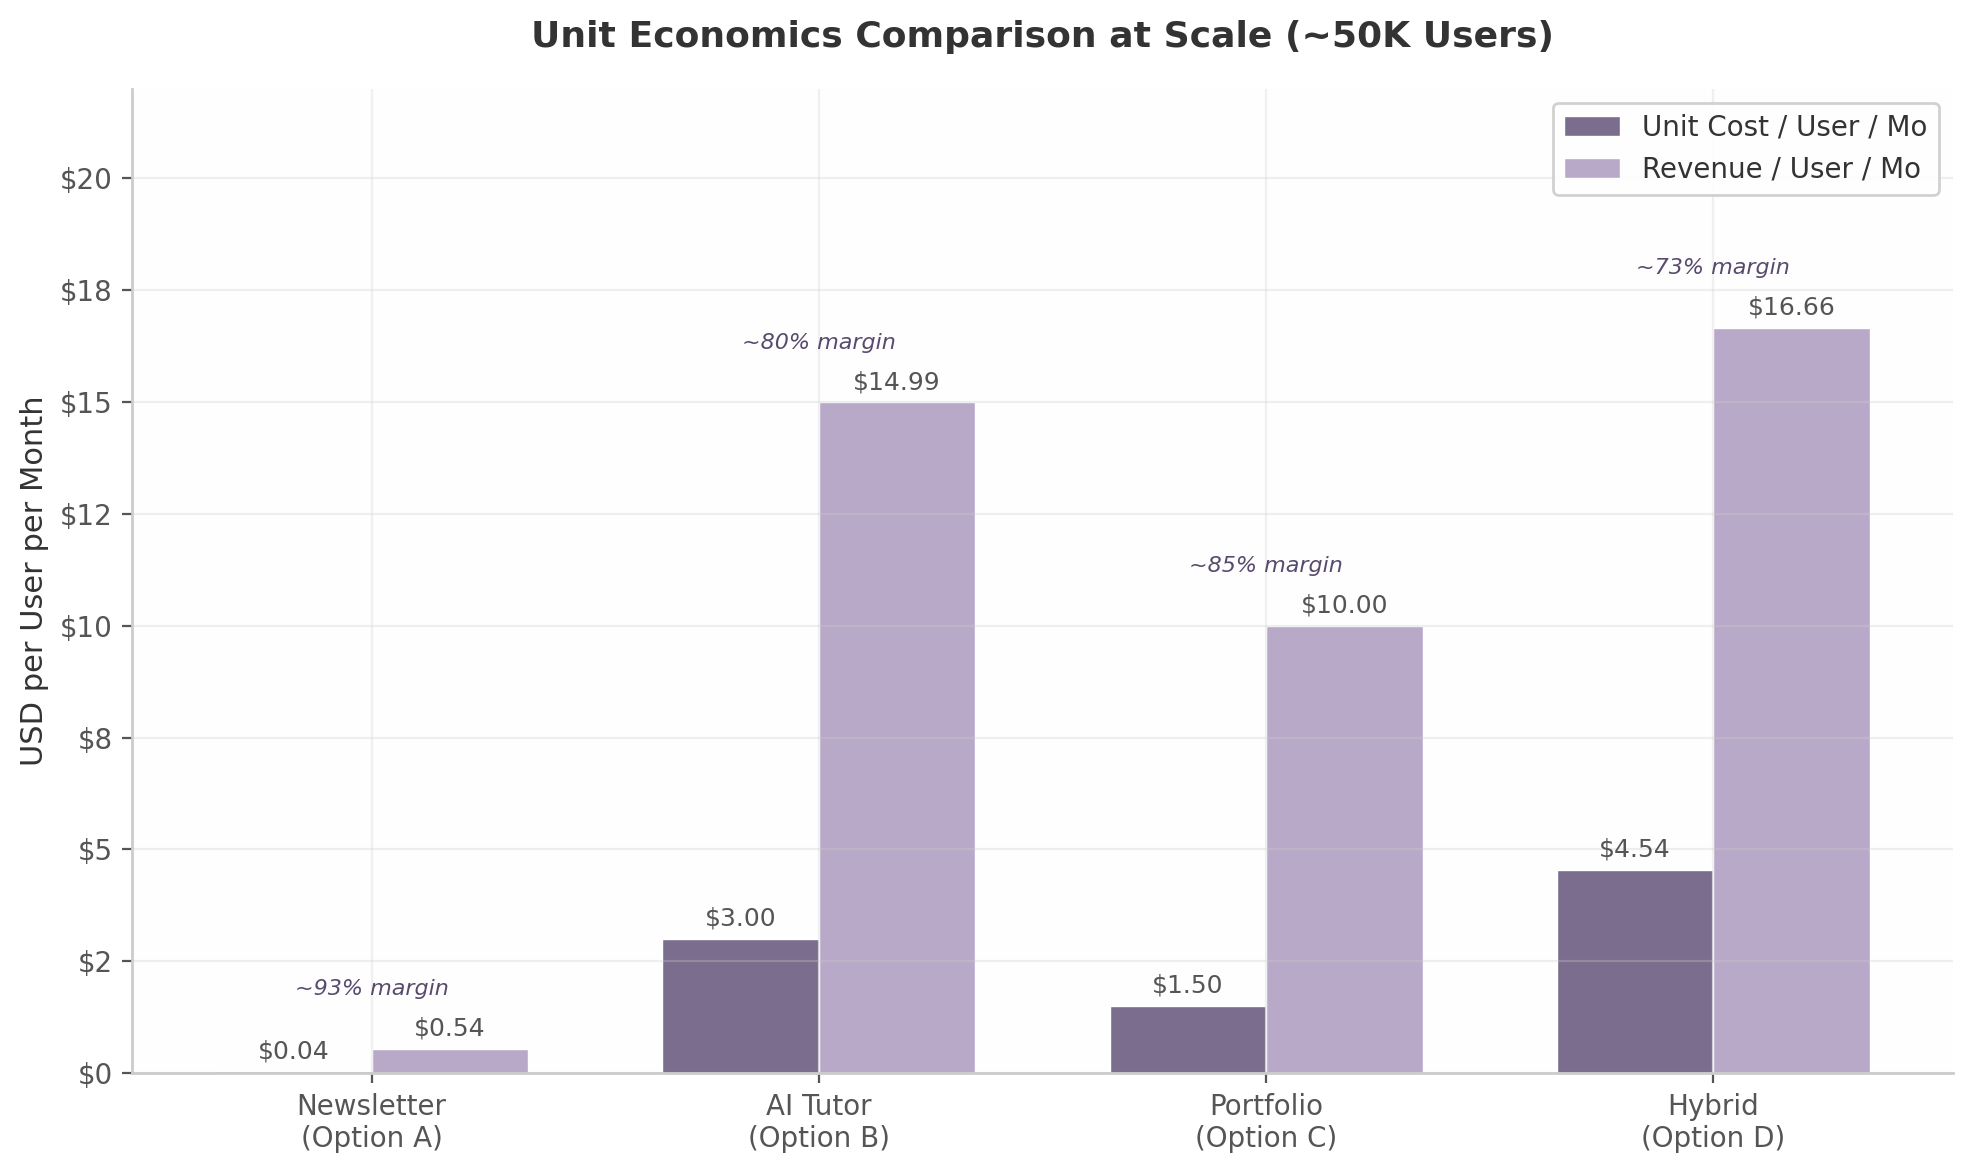 Unit Economics Comparison at Scale (~50K Users)
Unit Cost / User / Mo
Revenue / User / Mo
USD per User per Month
$20
$18
$15
$12
$10
$8
$5
$2
$0
~93% margin
$0.04
$0.54
~80% margin
$3.00
$14.99
~85% margin
$1.50
$10.00
~73% margin
$4.54
$16.66
Newsletter
(Option A)
AI Tutor
(Option B)
Portfolio
(Option C)
Hybrid
(Option D)